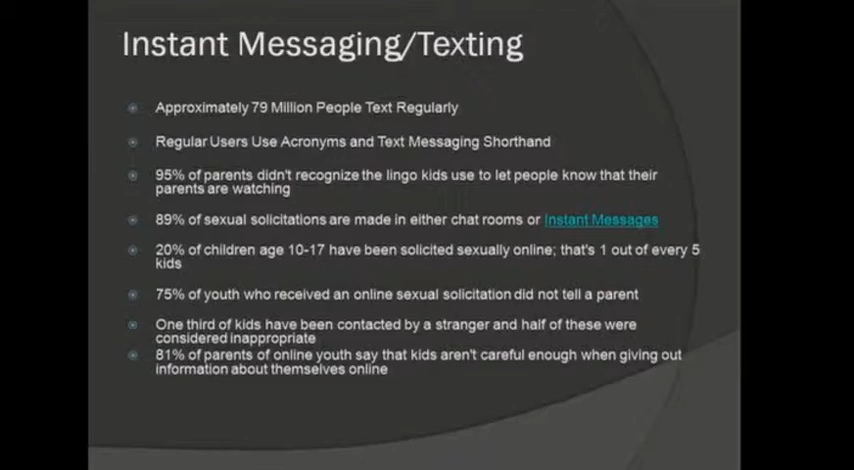 Instant Messaging/Texting
Approximately 79 Million People Text Regularly
Regular Users Use Acronyms and Text Messaging Shorthand
95% of parents didn't recognize the lingo kids use to let people know that their
parents are watching
89% of sexual solicitations are made in either chat rooms or Instant Messages
20% of children age 10-17 have been solicited sexually online; that's 1 out of every 5
kids
75% of youth who received an online sexual solicitation did not tell a parent
One third of kids have been contacted by a stranger and half of these were
considered inappropriate
81% of parents of online youth say that kids aren't careful enough when giving out
information about themselves online